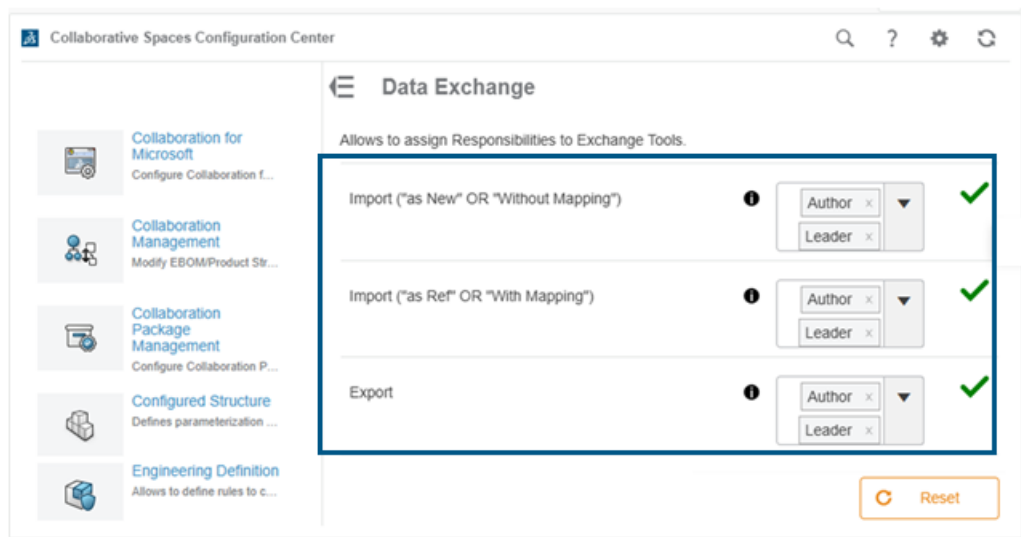 Collaborative Spaces Configuration Center
?
Data Exchange
Allows to assign Responsibilities to Exchange Tools.
Collaboration for
Microsoft
Configure Collaboration f...
Collaboration
Management
Modify EBOM/Product Str...
Collaboration
Package
Management
Configure Collaboration P...
Configured Structure
Defines parameterization ...
Engineering Definition
Allows to define rules to c...
Import ("as New" OR "Without Mapping")
Author ×
Leader ×
Import ("as Ref" OR "With Mapping")
Author ×
Leader ×
Export
Author ×
Leader ×
Reset